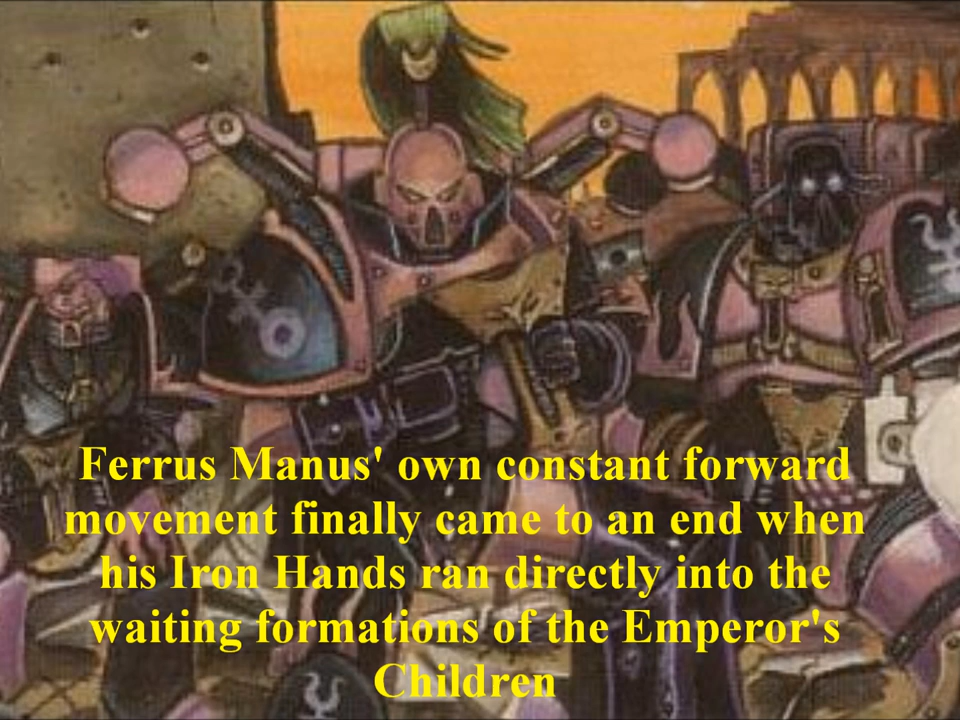 Ferrus Manus' own constant forward
movement finally came to an end when
his Iron Hands ran directly into the
waiting formations of the Emperor's
Children